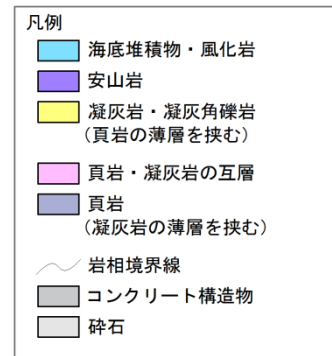 凡例
海底堆積物・風化岩
安山岩
凝灰岩・凝灰角礫岩
(頁岩の薄層を挟む)
頁岩・凝灰岩の互層
頁岩
(凝灰岩の薄層を挟む)
岩相境界線
コンクリート構造物
砕石